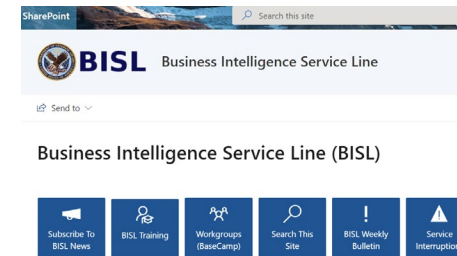 SharePoint
Search this site
BISL Business Intelligence Service Line
Send to
Business Intelligence Service Line (BISL)
Subscribe To
BISL News
BISL Training
Workgroups
(BaseCamp)
Search This
Site
BISL Weekly
Bulletin
Service
Interruption